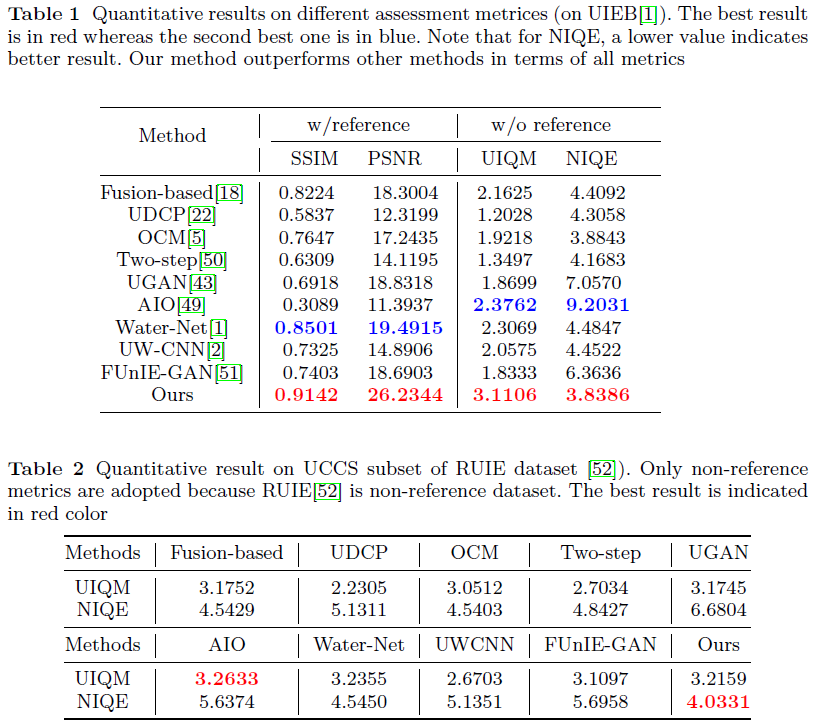 Table 1 Quantitative results on different assessment metrices (on UIEB[1]). The best result
is in red whereas the second best one is in blue. Note that for NIQE, a lower value indicates
better result. Our method outperforms other methods in terms of all metrics
Method w/reference w/o reference
SSIM PSNR UIQM NIQE
Fusion-based[18] 0.8224 18.3004 2.1625 4.4092
UDCP[22] 0.5837 12.3199 1.2028 4.3058
OCM[5] 0.7647 17.2435 1.9218 3.8843
Two-step[50] 0.6309 14.1195 1.3497 4.1683
UGAN[43] 0.6918 18.8318 1.8699 7.0570
AIO[49] 0.3089 11.3937 2.3762 9.2031
Water-Net[1] 0.8501 19.4915 2.3069 4.4847
UW-CNN[2] 0.7325 14.8906 2.0575 4.4522
FUnIE-GAN[51] 0.7403 18.6903 1.8333 6.3636
Ours 0.9142 26.2344 3.1106 3.8386
Table 2 Quantitative result on UCCS subset of RUIE dataset [52]). Only non-reference
metrics are adopted because RUIE[52] is non-reference dataset. The best result is indicated
in red color
Methods Fusion-based UDCP OCM Two-step UGAN
UIQM 3.1752 2.2305 3.0512 2.7034 3.1745
NIQE 4.5429 5.1311 4.5403 4.8427 6.6804
Methods AIO Water-Net UWCNN FUnIE-GAN Ours
UIQM 3.2633 3.2355 2.6703 3.1097 3.2159
NIQE 5.6374 4.5450 5.1351 5.6958 4.0331